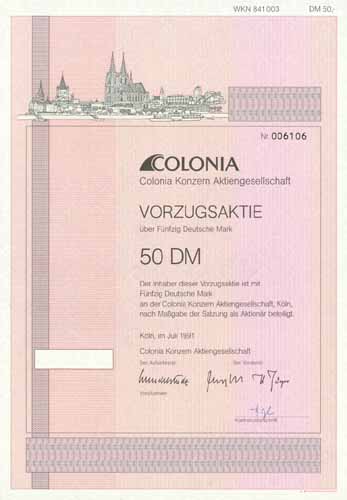 WKN 841 003 DM 50,-
Nr. 006106
COLONIA
Colonia Konzern Aktiengesellschaft
VORZUGSAKTIE
über Fünfzig Deutsche Mark
50 DM
Der Inhaber dieser Vorzugsaktie ist mit
Fünfzig Deutsche Mark
an der Colonia Konzern Aktiengesellschaft, Köln,
nach Maßgabe der Satzung als Aktionär beteiligt.
Köln, im Juli 1991
Colonia Konzern Aktiengesellschaft
Der Aufsichtsrat Der Vorstand
Vorsitzender
Kontrollunterschrift